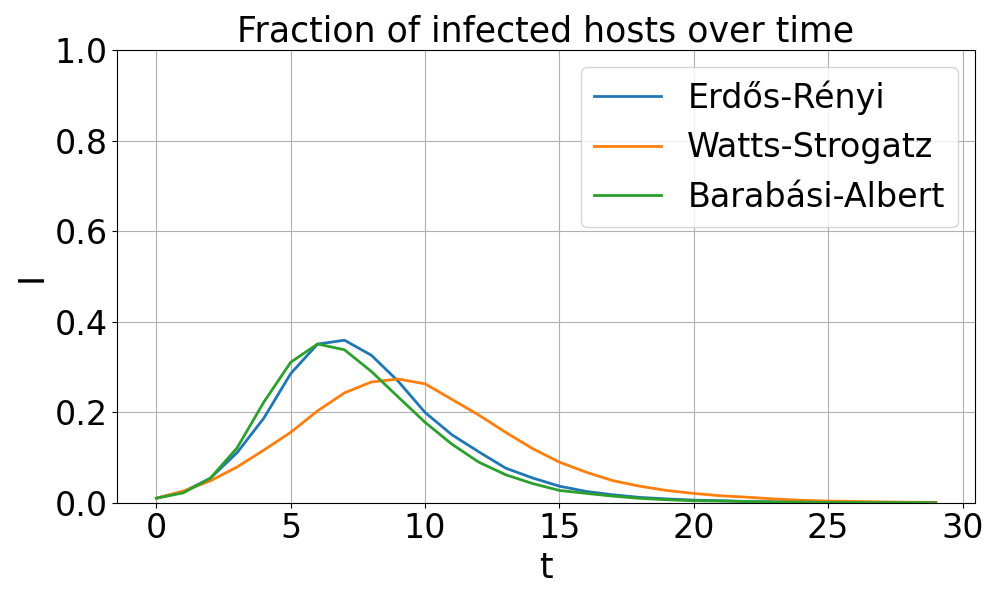 Fraction of infected hosts over time
1.0
0.8
0.6
0.4
0.2
0.0
I
Erdős-Rényi
Watts-Strogatz
Barabási-Albert
0 5 10 15 20 25 30
t